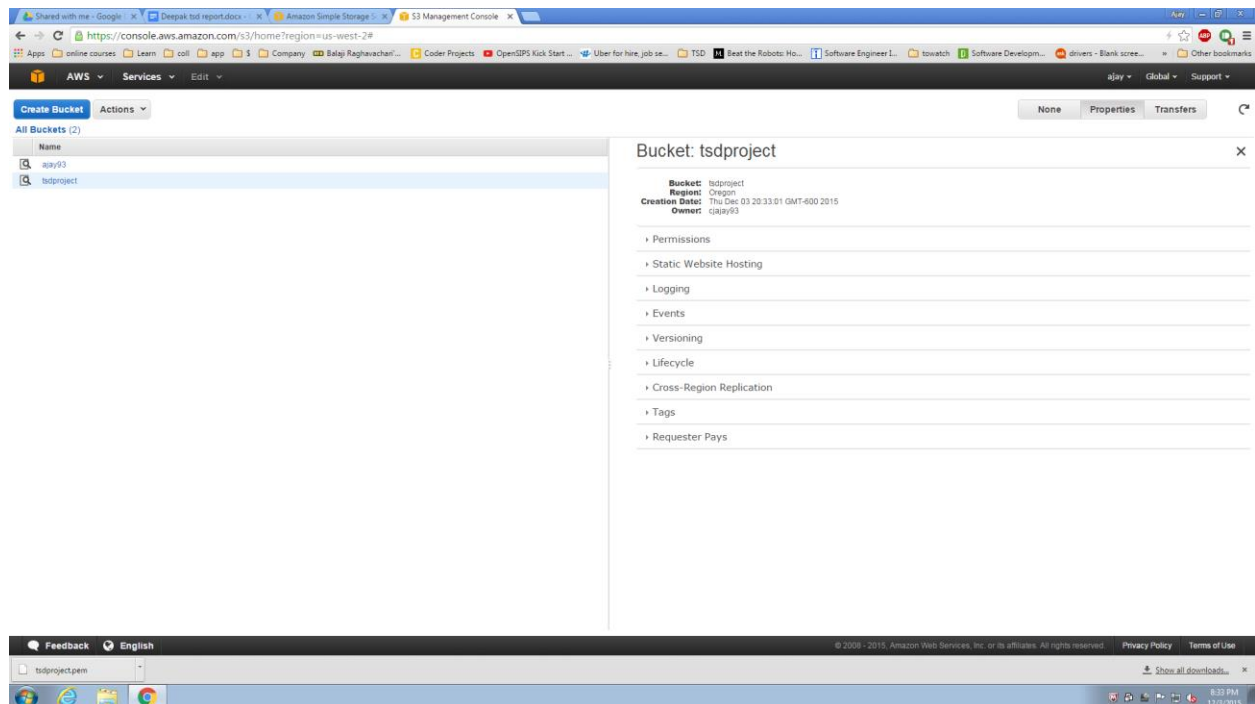 Shared with me - Google
Deepak tsd report.docx -
Amazon Simple Storage S
S3 Management Console
Ajay
https://console.aws.amazon.com/s3/home?region=us-west-2#
Apps online courses Learn coll app $ Company Balaji Raghavachari'... Coder Projects OpenSIPS Kick Start ... Uber for hire, job se... TSD Beat the Robots: Ho... Software Engineer I... towatch Software Developm... drivers - Blank scree... » Other bookmarks
AWS Services Edit ajay Global Support
Create Bucket Actions None Properties Transfers
All Buckets (2)
Name
ajay93
tsdproject
Bucket: tsdproject
Bucket: tsdproject
Region: Oregon
Creation Date: Thu Dec 03 20:33:01 GMT-600 2015
Owner: cjajay93
Permissions
Static Website Hosting
Logging
Events
Versioning
Lifecycle
Cross-Region Replication
Tags
Requester Pays
Feedback English © 2008 - 2015, Amazon Web Services, Inc. or its affiliates. All rights reserved. Privacy Policy Terms of Use
tsdproject.pem Show all downloads...
8:33 PM
12/3/2015